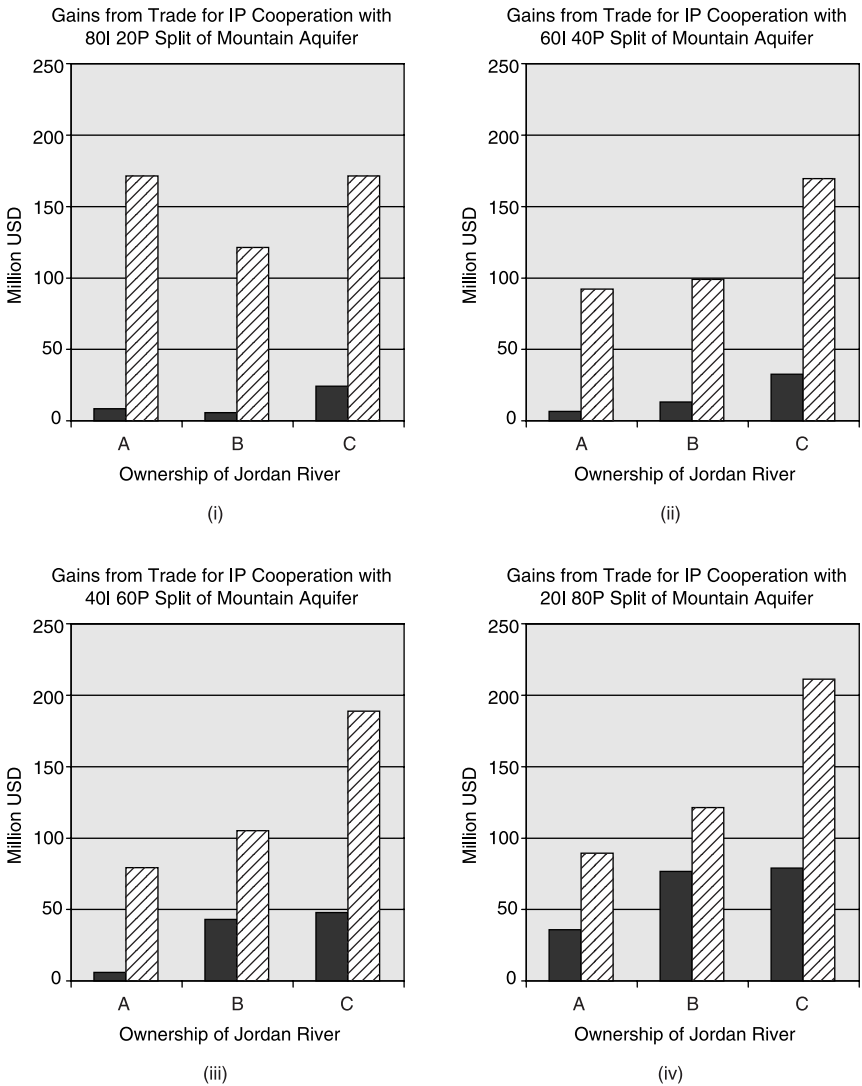 Gains from Trade for IP Cooperation with
80I 20P Split of Mountain Aquifer
250
200
150
100
50
0
Million USD
A B C
Ownership of Jordan River
(i)
Gains from Trade for IP Cooperation with
60I 40P Split of Mountain Aquifer
250
200
150
100
50
0
Million USD
A B C
Ownership of Jordan River
(ii)
Gains from Trade for IP Cooperation with
40I 60P Split of Mountain Aquifer
250
200
150
100
50
0
Million USD
A B C
Ownership of Jordan River
(iii)
Gains from Trade for IP Cooperation with
20I 80P Split of Mountain Aquifer
250
200
150
100
50
0
Million USD
A B C
Ownership of Jordan River
(iv)